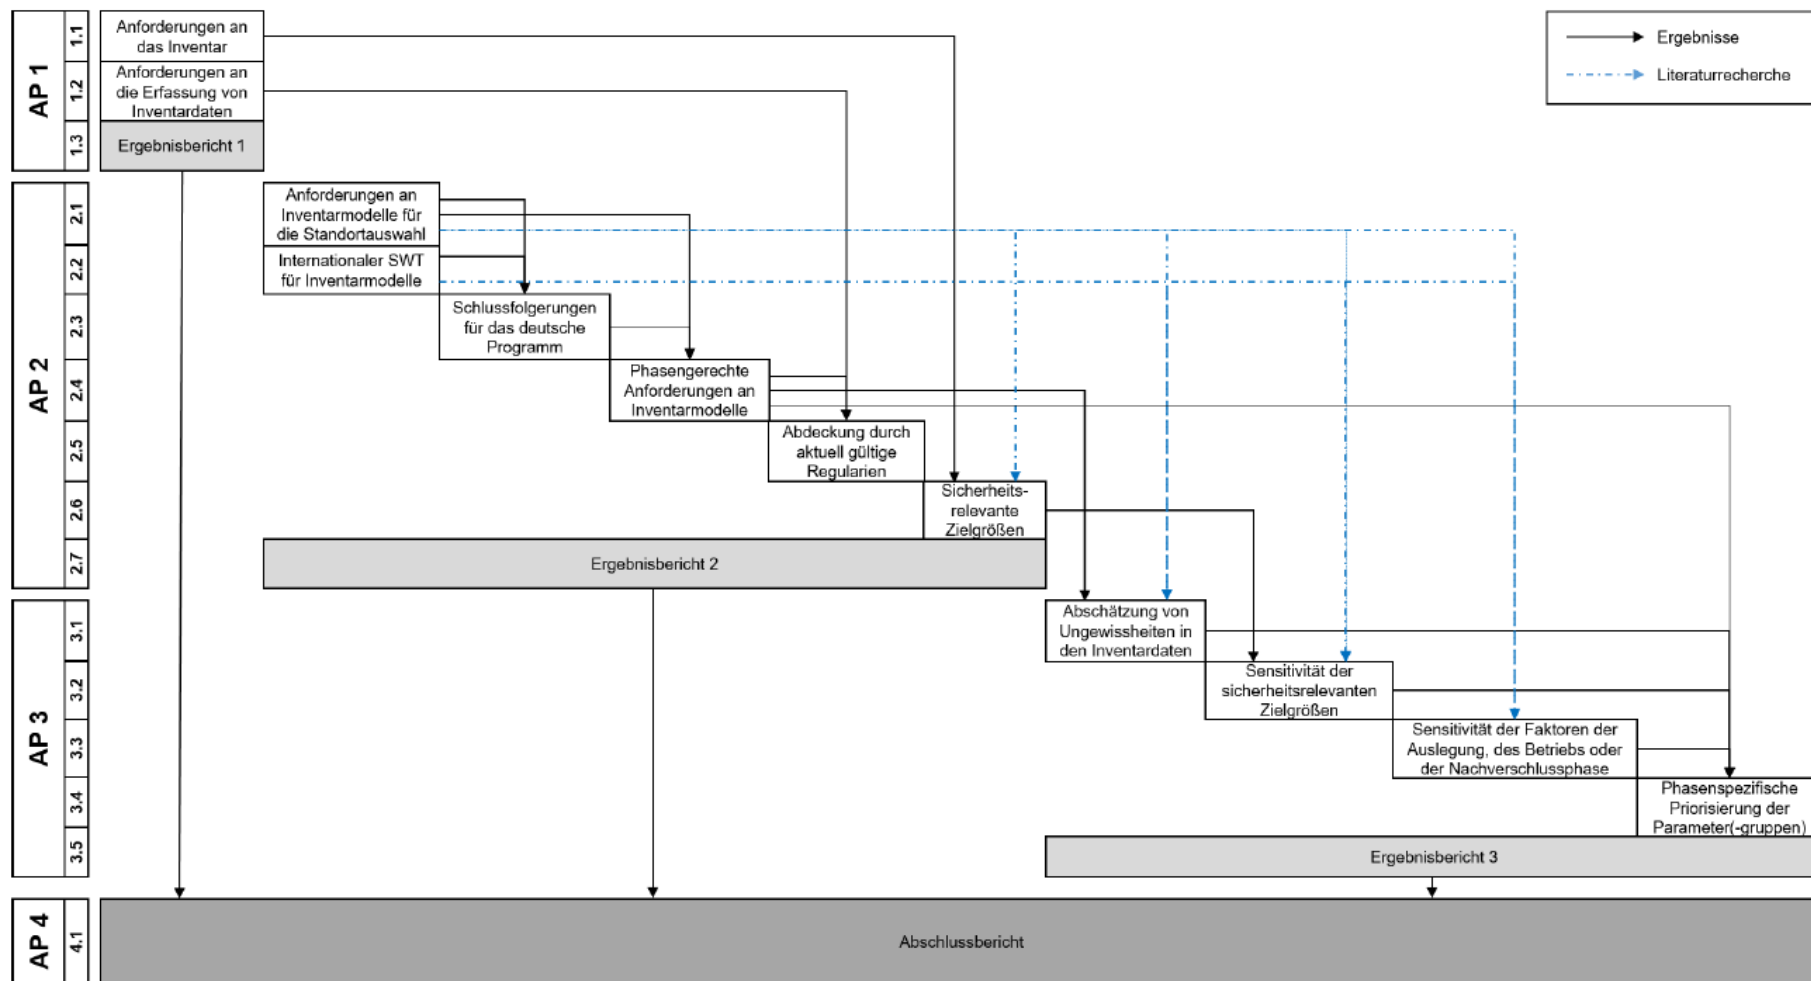 AP 1
1.1
Anforderungen an
das Inventar
1.2
Anforderungen an
die Erfassung von
Inventardaten
1.3
Ergebnisbericht 1
Ergebnisse
Literaturrecherche
AP 2
2.1
Anforderungen an
Inventarmodelle für
die Standortauswahl
2.2
Internationaler SWT
für Inventarmodelle
2.3
Schlussfolgerungen
für das deutsche
Programm
2.4
Phasengerechte
Anforderungen an
Inventarmodelle
2.5
Abdeckung durch
aktuell gültige
Regularien
2.6
Sicherheits-
relevante
Zielgrößen
2.7
Ergebnisbericht 2
AP 3
3.1
Abschätzung von
Ungewissheiten in
den Inventardaten
3.2
Sensitivität der
sicherheitsrelevanten
Zielgrößen
3.3
Sensitivität der Faktoren der
Auslegung, des Betriebs oder
der Nachverschlussphase
3.4
Phasenspezifische
Priorisierung der
Parameter(-gruppen)
3.5
Ergebnisbericht 3
AP 4
4.1
Abschlussbericht